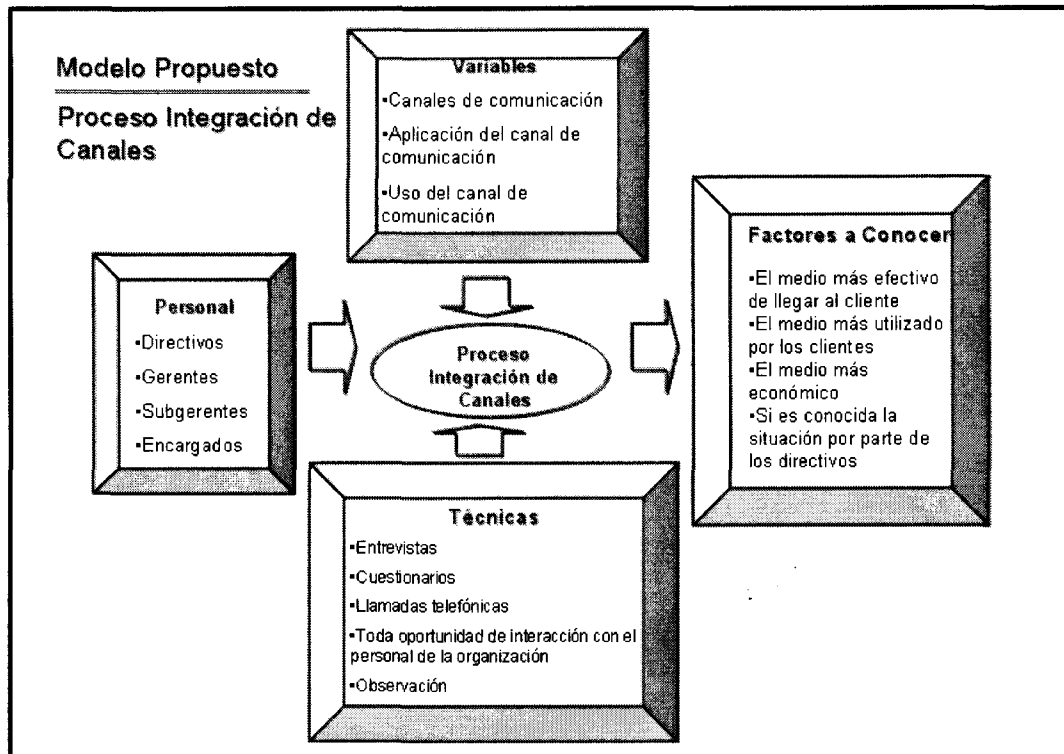 Modelo Propuesto
Proceso Integración de
Canales
Variables
▪Canales de comunicación
▪Aplicación del canal de
comunicación
▪Uso del canal de
comunicación
Personal
▪Directivos
▪Gerentes
▪Subgerentes
▪Encargados
Proceso
Integración de
Canales
Factores a Conocer
▪El medio más efectivo
de llegar al cliente
▪El medio más utilizado
por los clientes
▪El medio más
económico
▪Si es conocida la
situación por parte de
los directivos
Técnicas
▪Entrevistas
▪Cuestionarios
▪Llamadas telefónicas
▪Toda oportunidad de interacción con el
personal de la organización
▪Observación